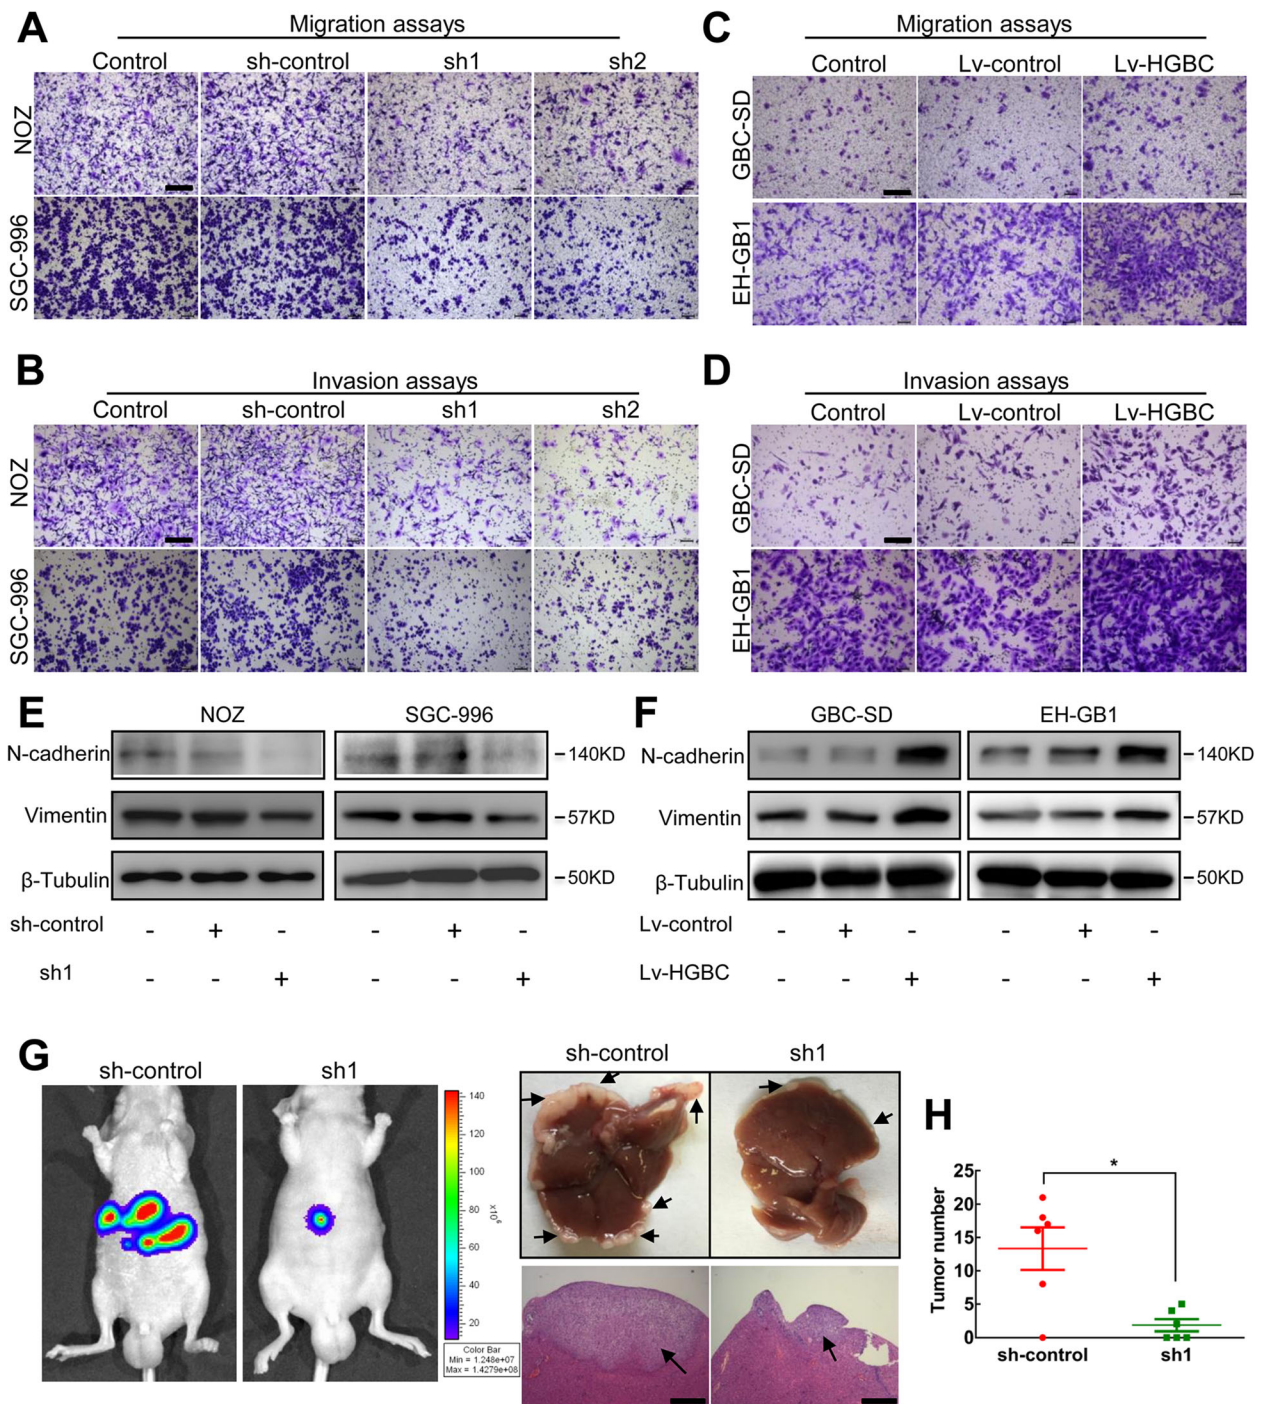 A
Migration assays
Control sh-control sh1 sh2
NOZ
SGC-996
C
Migration assays
Control Lv-control Lv-HGBC
GBC-SD
EH-GB1
B
Invasion assays
Control sh-control sh1 sh2
NOZ
SGC-996
D
Invasion assays
Control Lv-control Lv-HGBC
GBC-SD
EH-GB1
E
NOZ SGC-996
N-cadherin 140KD
Vimentin 57KD
β-Tubulin 50KD
sh-control - + - - + -
sh1 - - + - - +
F
GBC-SD EH-GB1
N-cadherin 140KD
Vimentin 57KD
β-Tubulin 50KD
Lv-control - + - - + -
Lv-HGBC - - + - - +
G
sh-control sh1
140
120
100
80
60
40
20
x10⁶
Color Bar
Min = 1.248e+07
Max = 1.4279e+08
sh-control sh1
H
Tumor number
25
20
15
10
5
0
*
sh-control sh1